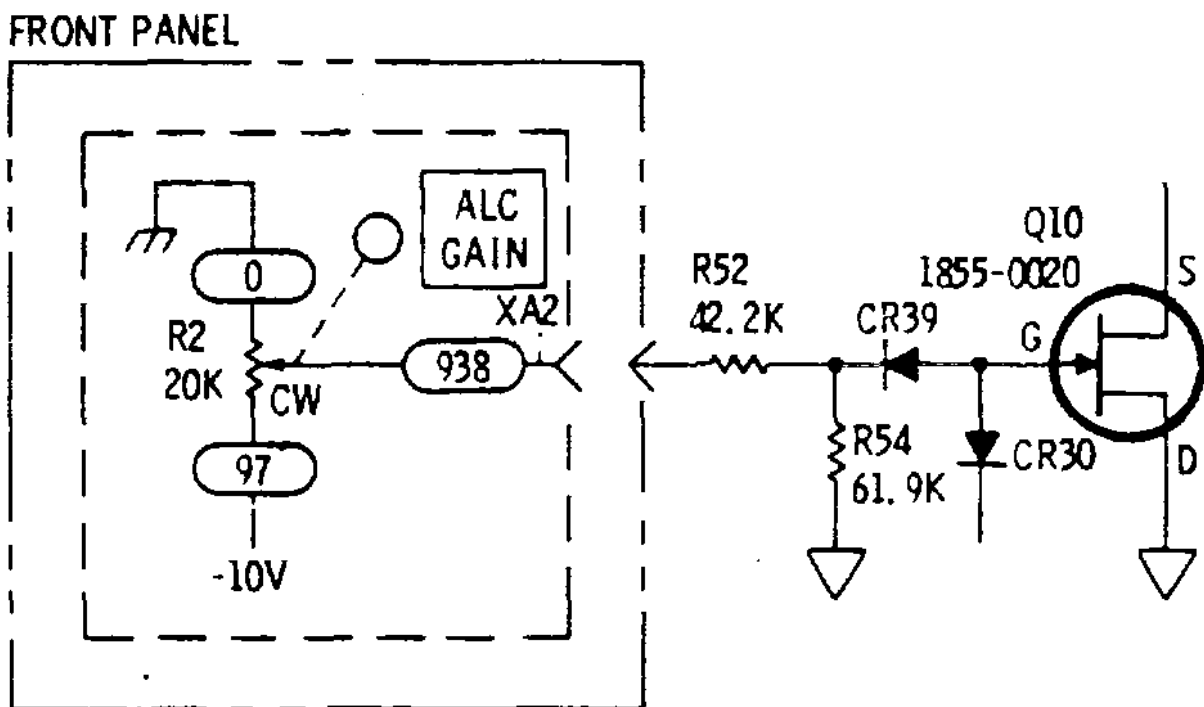 FRONT PANEL
ALC
GAIN
0
XA2
R2
20K
CW
938
97
-10V
R52
42.2K
CR39
Q10
1855-0020
S
G
D
R54
61.9K
CR30